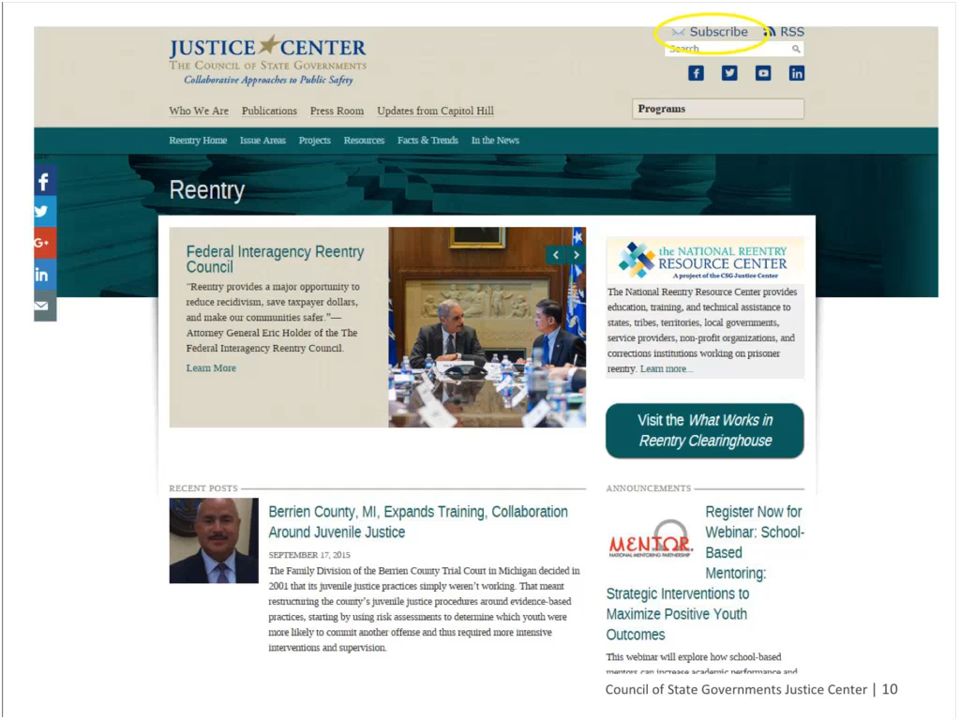 Subscribe RSS
JUSTICE CENTER
THE COUNCIL OF STATE GOVERNMENTS
Collaborative Approaches to Public Safety
Search
Who We Are Publications Press Room Updates from Capitol Hill
Programs
Reentry Home Issue Areas Projects Resources Facts & Trends In the News
Reentry
Federal Interagency Reentry
Council
"Reentry provides a major opportunity to
reduce recidivism, save taxpayer dollars,
and make our communities safer."—
Attorney General Eric Holder of the The
Federal Interagency Reentry Council.
Learn More
the NATIONAL REENTRY
RESOURCE CENTER
A project of the CSG Justice Center
The National Reentry Resource Center provides
education, training, and technical assistance to
states, tribes, territories, local governments,
service providers, non-profit organizations, and
corrections institutions working on prisoner
reentry. Learn more...
Visit the What Works in
Reentry Clearinghouse
RECENT POSTS
Berrien County, MI, Expands Training, Collaboration
Around Juvenile Justice
SEPTEMBER 17, 2015
The Family Division of the Berrien County Trial Court in Michigan decided in
2001 that its juvenile justice practices simply weren't working. That meant
restructuring the county's juvenile justice procedures around evidence-based
practices, starting by using risk assessments to determine which youth were
more likely to commit another offense and thus required more intensive
interventions and supervision.
ANNOUNCEMENTS
MENTOR
NATIONAL MENTORING PARTNERSHIP
Register Now for
Webinar: School-
Based
Mentoring:
Strategic Interventions to
Maximize Positive Youth
Outcomes
This webinar will explore how school-based
mentors can increase academic performance and
Council of State Governments Justice Center | 10